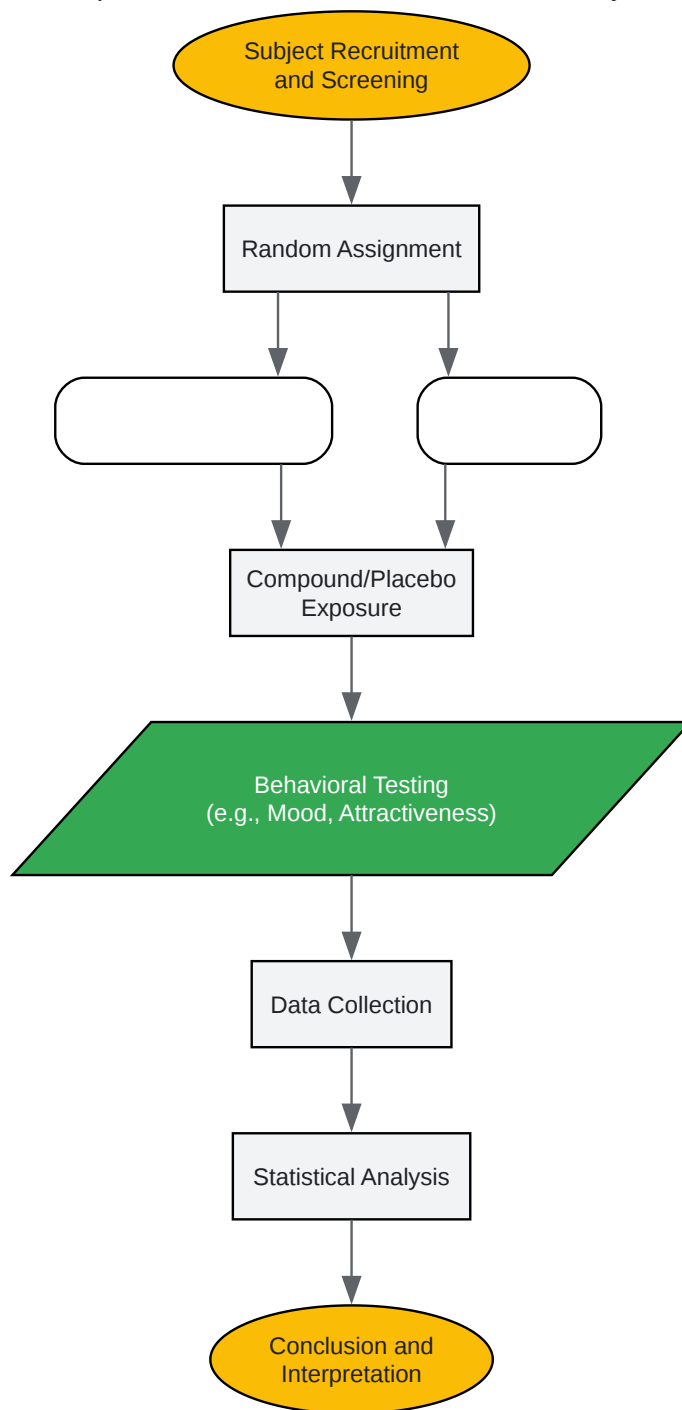 Subject Recruitment
and Screening
Random Assignment
Compound/Placebo
Exposure
Behavioral Testing
(e.g., Mood, Attractiveness)
Data Collection
Statistical Analysis
Conclusion and
Interpretation